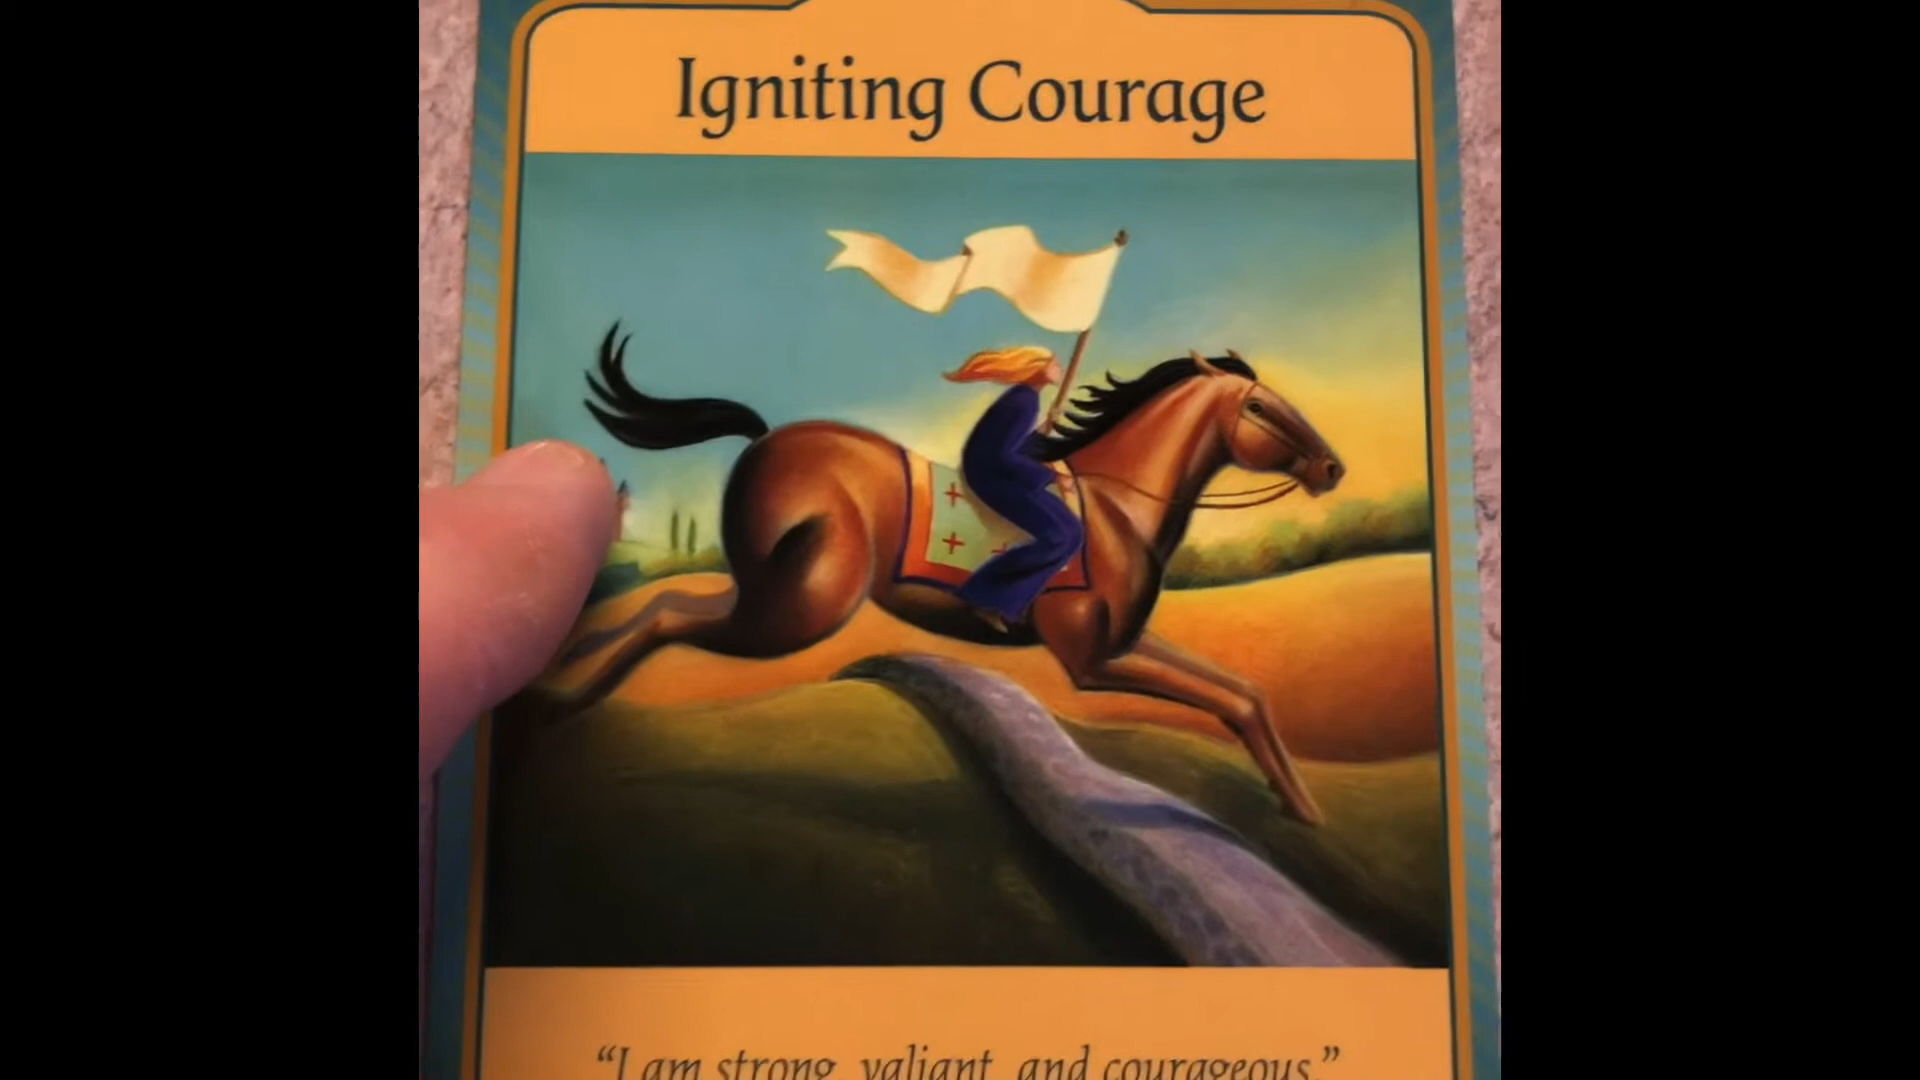 Igniting Courage
“I am strong, valiant, and courageous.”